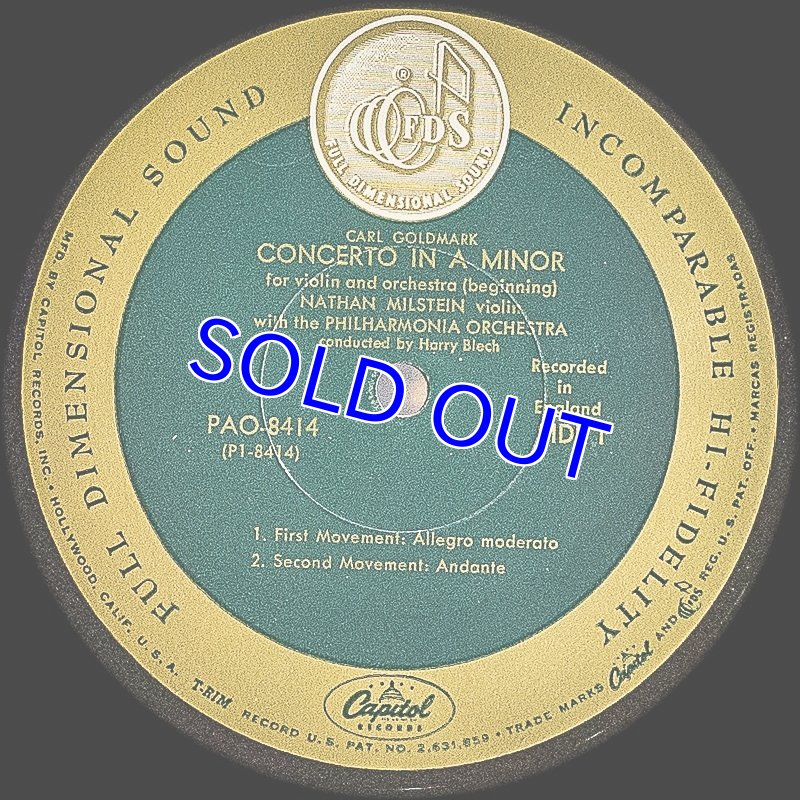 FULL DIMENSIONAL SOUND
INCOMPARABLE HI-FIDELITY
®
FDS
FULL DIMENSIONAL SOUND
CARL GOLDMARK
CONCERTO IN A MINOR
for violin and orchestra (beginning)
NATHAN MILSTEIN violin
with the PHILHARMONIA ORCHESTRA
conducted by Harry Blech
Recorded
in
England
SOLD OUT
PAO-8414
(P1-8414)
1. First Movement: Allegro moderato
2. Second Movement: Andante
Capitol
RECORDS
MFD. BY CAPITOL RECORDS, INC. • HOLLYWOOD, CALIF. U. S. A. T-RIM RECORD U. S. PAT. NO. 2,631,859 • TRADE MARKS Capitol AND FDS REG. U. S. PAT. OFF. • MARCAS REGISTRADAS